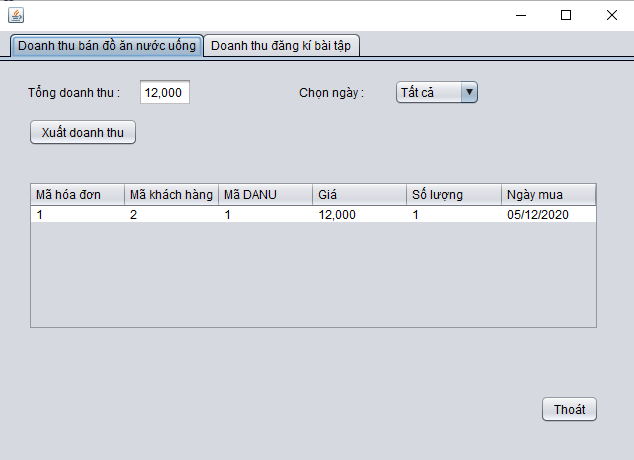 Doanh thu bán đồ ăn nước uống Doanh thu đăng kí bài tập
Tổng doanh thu : 12,000 Chọn ngày : Tất cả
Xuất doanh thu
Mã hóa đơn Mã khách hàng Mã DANU Giá Số lượng Ngày mua
1 2 1 12,000 1 05/12/2020
Thoát